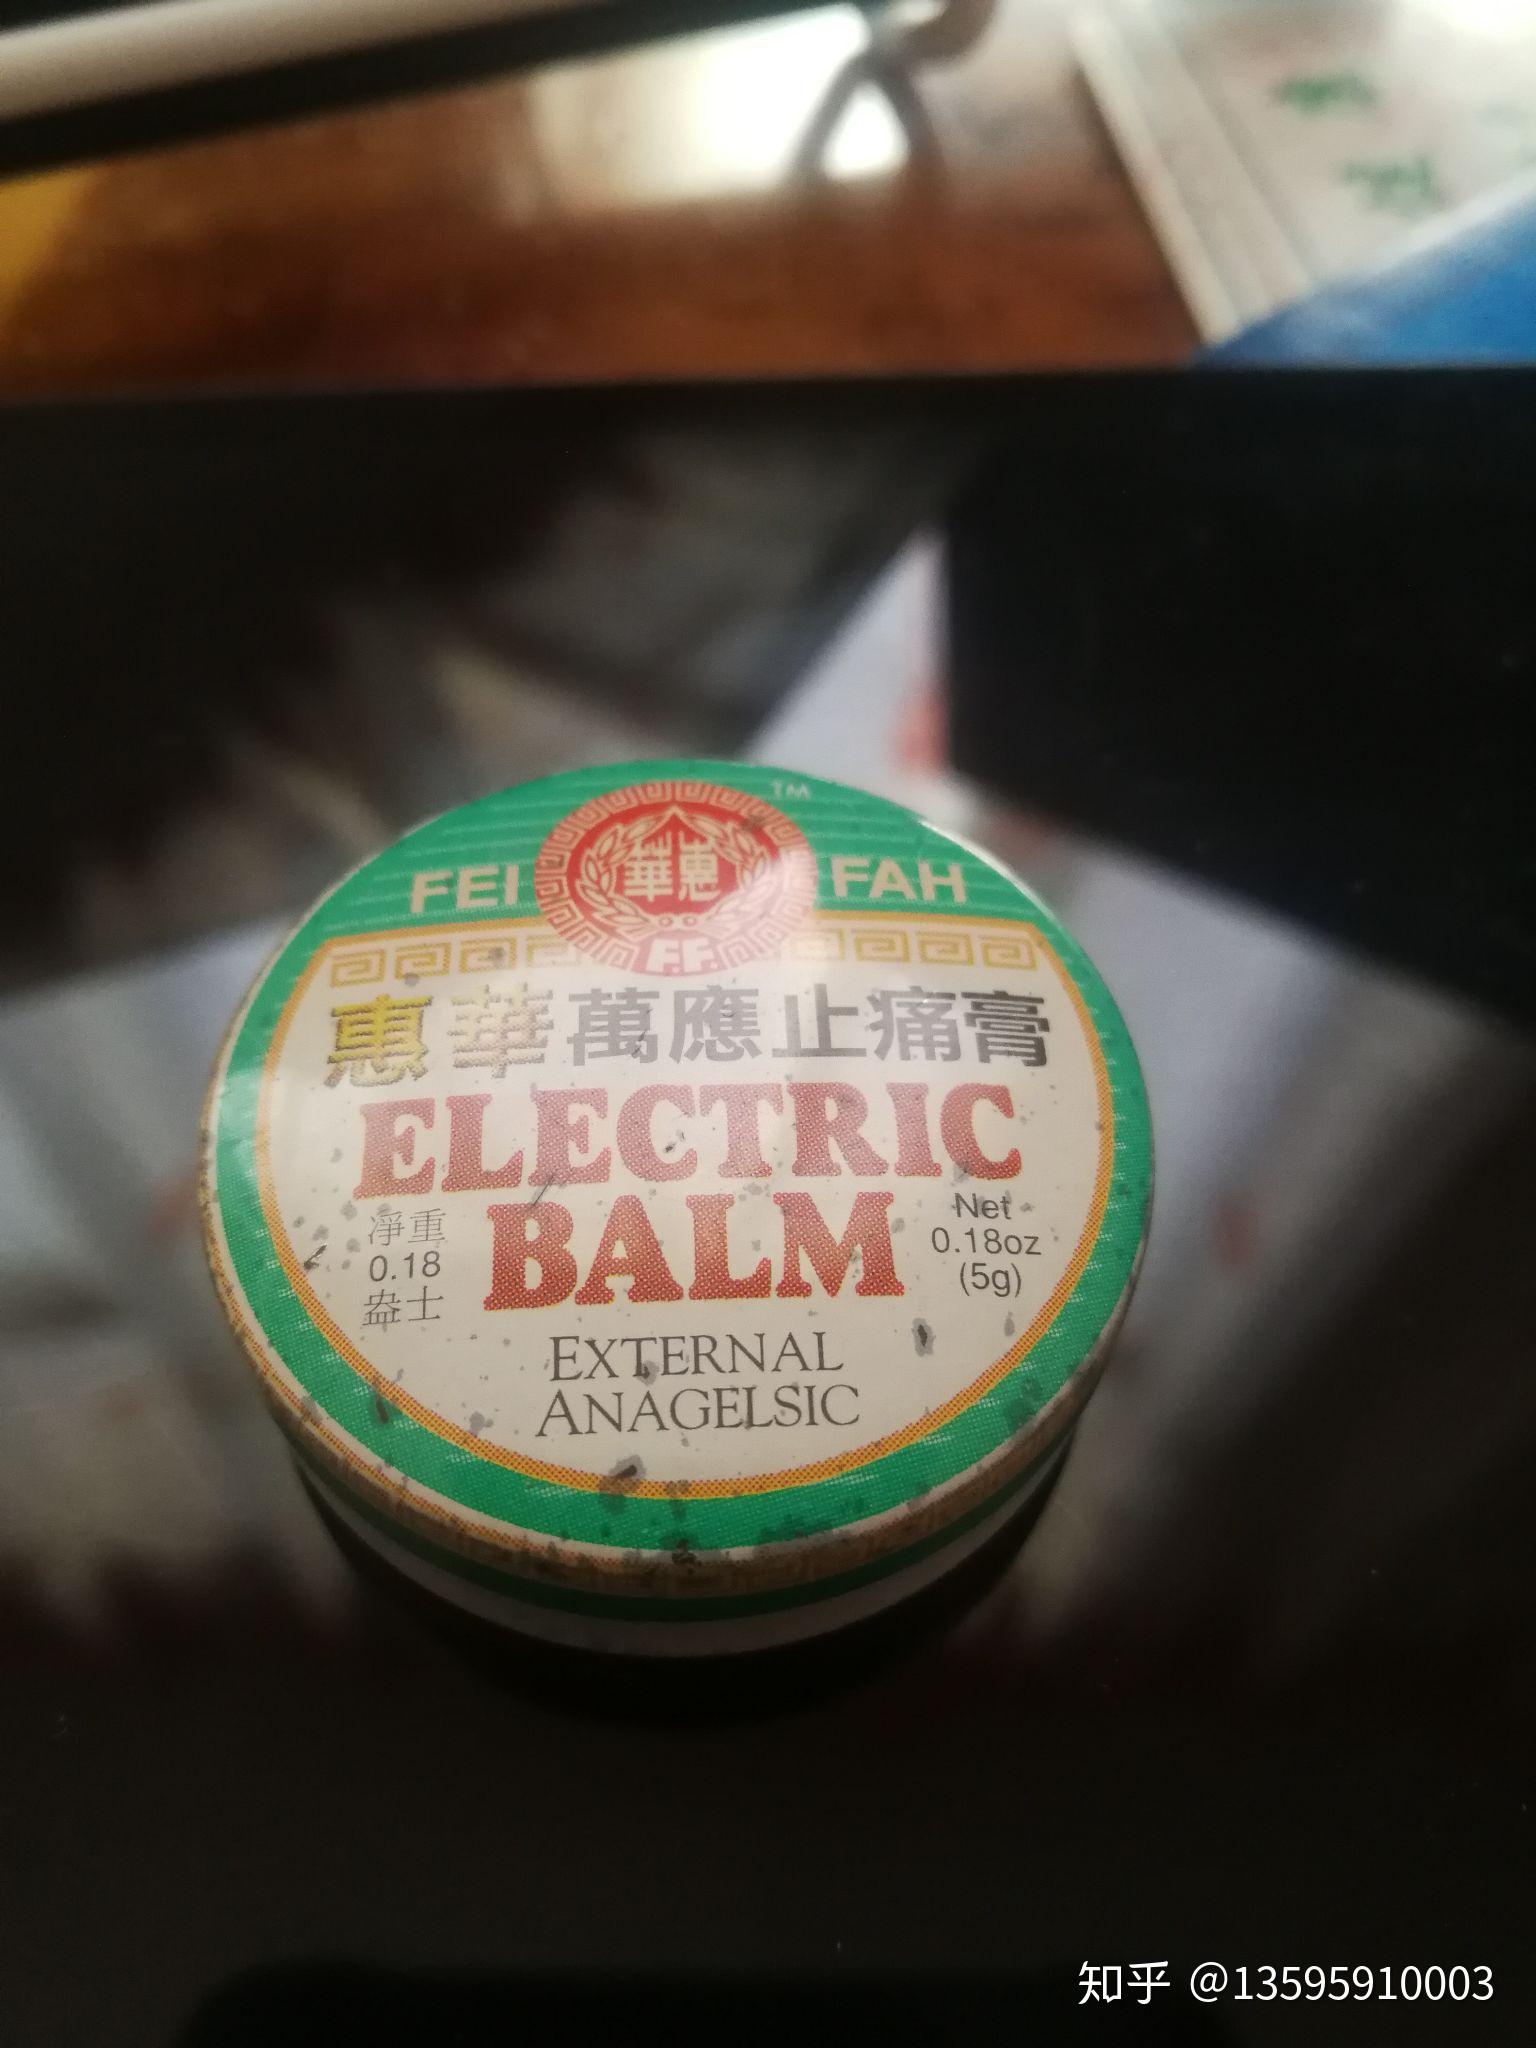 TM
FEI FAH
華惠
F.F.
惠華萬應止痛膏
ELECTRIC
BALM
淨重
0.18
盎士
Net
0.18oz
(5g)
EXTERNAL
ANAGELSIC
知乎 @13595910003